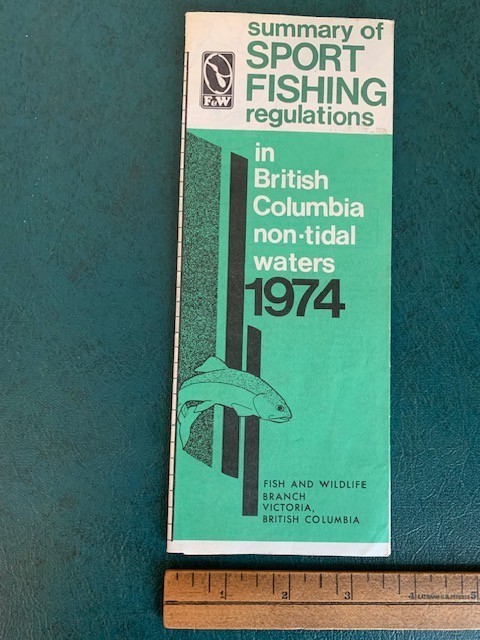 summary of
SPORT
FISHING
regulations
F&W
in
British
Columbia
non-tidal
waters
1974
FISH AND WILDLIFE
BRANCH
VICTORIA,
BRITISH COLUMBIA
1 2 3 4 5